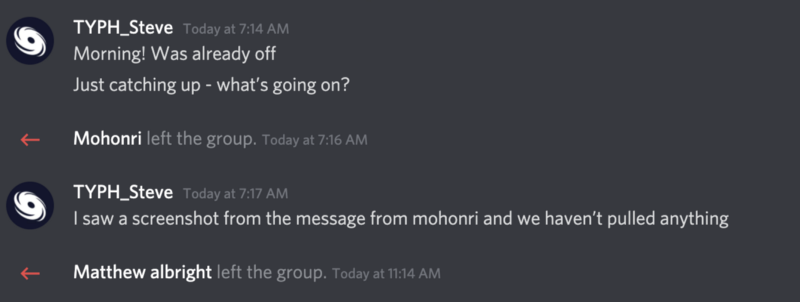 TYPH_Steve Today at 7:14 AM
Morning! Was already off
Just catching up - what’s going on?
Mohonri left the group. Today at 7:16 AM
TYPH_Steve Today at 7:17 AM
I saw a screenshot from the message from mohonri and we haven’t pulled anything
Matthew albright left the group. Today at 11:14 AM